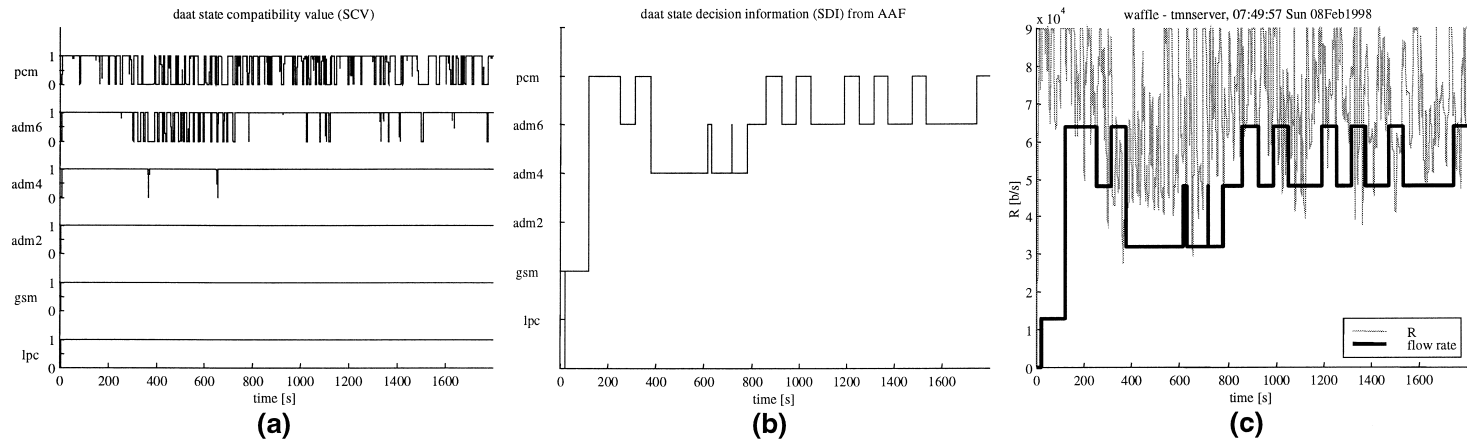 daat state compatibility value (SCV)
pcm
1
0
adm6
1
0
adm4
1
0
adm2
1
0
gsm
1
0
lpc
1
0
0 200 400 600 800 1000 1200 1400 1600
time [s]
(a)
daat state decision information (SDI) from AAF
pcm
adm6
adm4
adm2
gsm
lpc
0 200 400 600 800 1000 1200 1400 1600
time [s]
(b)
x 10^4
waffle - tmnserver, 07:49:57 Sun 08Feb1998
9
8
7
6
5
4
3
2
1
0
R [b/s]
R
flow rate
0 200 400 600 800 1000 1200 1400 1600
time [s]
(c)